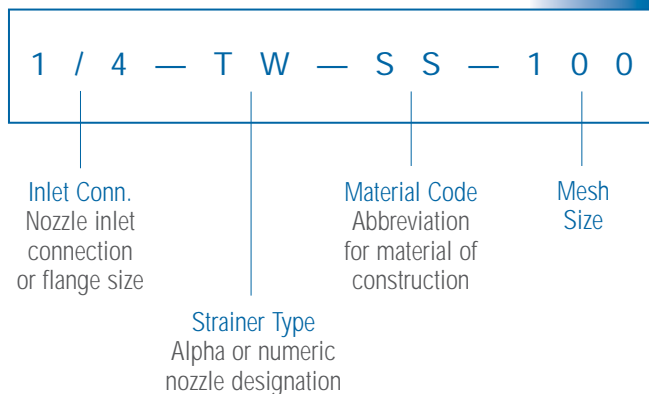 1/4 — TW — SS — 100
Inlet Conn.
Nozzle inlet
connection
or flange size
Strainer Type
Alpha or numeric
nozzle designation
Material Code
Abbreviation
for material of
construction
Mesh
Size